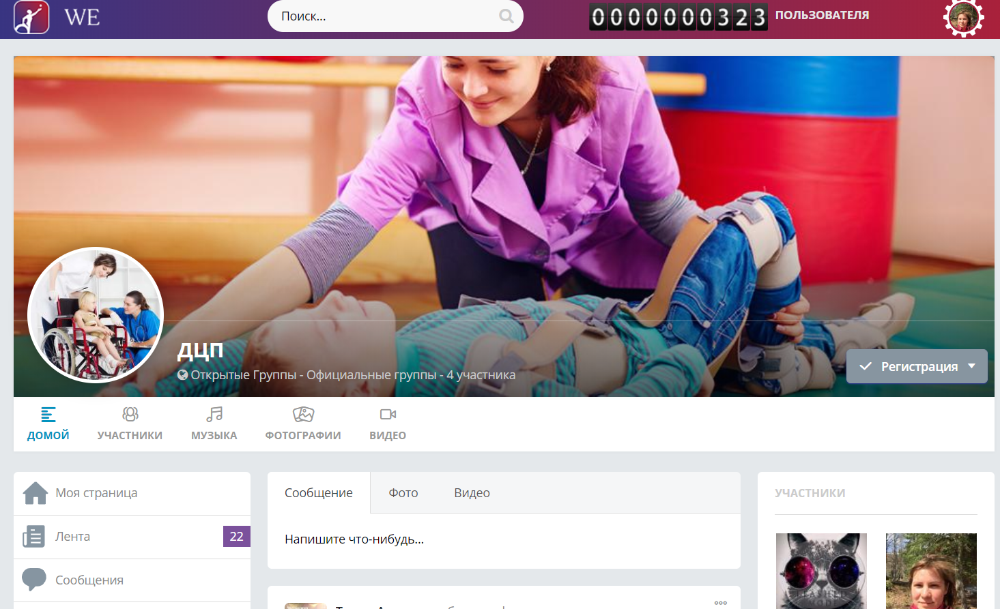 WE
Поиск...
0000000323 ПОЛЬЗОВАТЕЛЯ
ДЦП
Открытые Группы - Официальные группы - 4 участника
Регистрация
ДОМОЙ
УЧАСТНИКИ
МУЗЫКА
ФОТОГРАФИИ
ВИДЕО
Моя страница
Лента
22
Сообщения
Сообщение
Фото
Видео
Напишите что-нибудь...
УЧАСТНИКИ